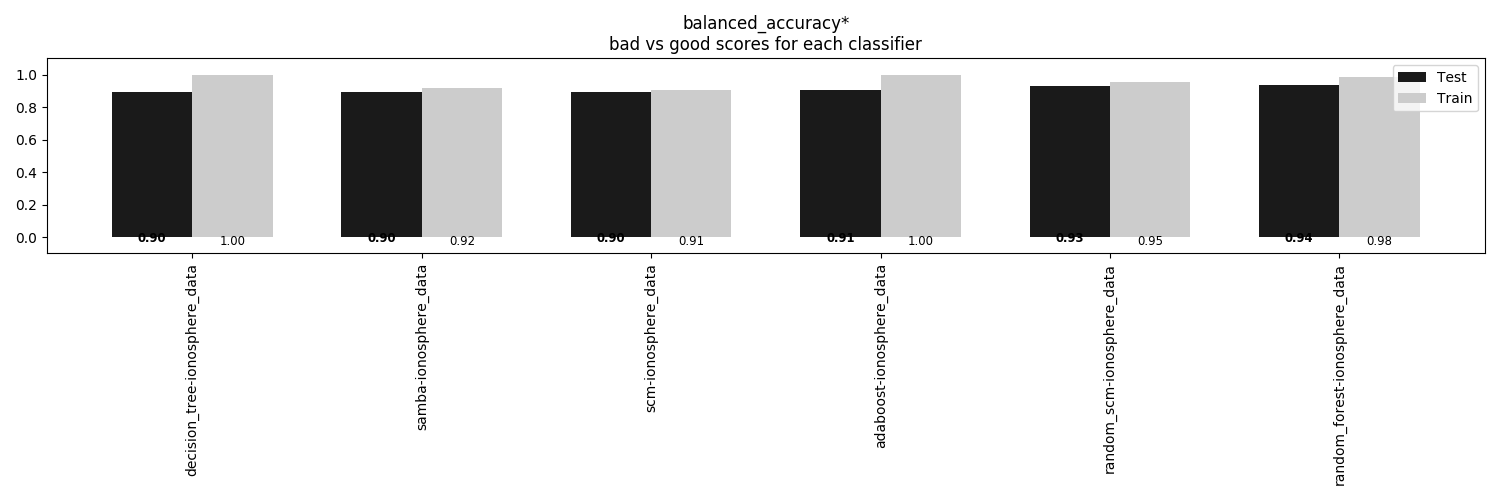 balanced_accuracy*
bad vs good scores for each classifier
1.0
0.8
0.6
0.4
0.2
0.0
Test
Train
0.90
1.00
0.90
0.92
0.90
0.91
0.91
1.00
0.93
0.95
0.94
0.98
decision_tree-ionosphere_data
samba-ionosphere_data
scm-ionosphere_data
adaboost-ionosphere_data
random_scm-ionosphere_data
random_forest-ionosphere_data